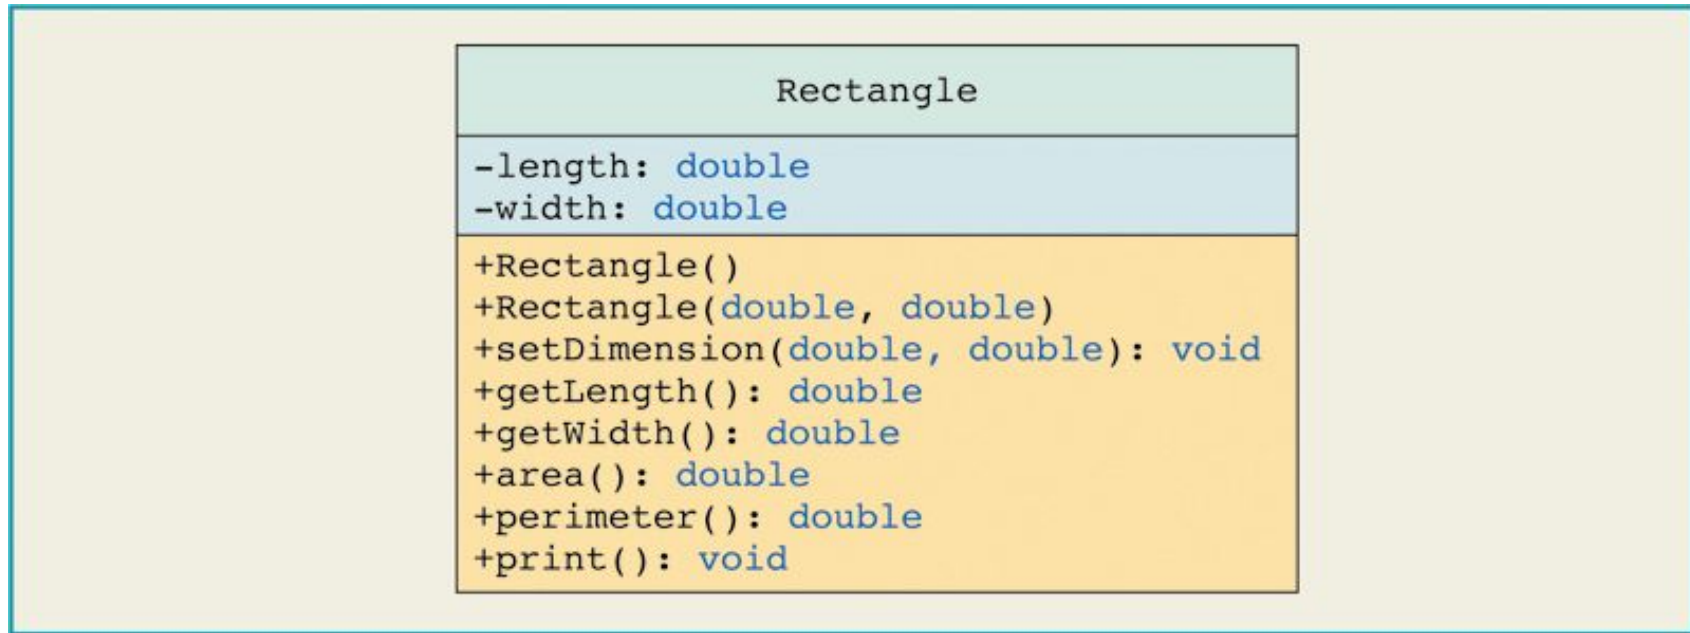 Rectangle
-length: double
-width: double
+Rectangle()
+Rectangle(double, double)
+setDimension(double, double): void
+getLength(): double
+getWidth(): double
+area(): double
+perimeter(): double
+print(): void